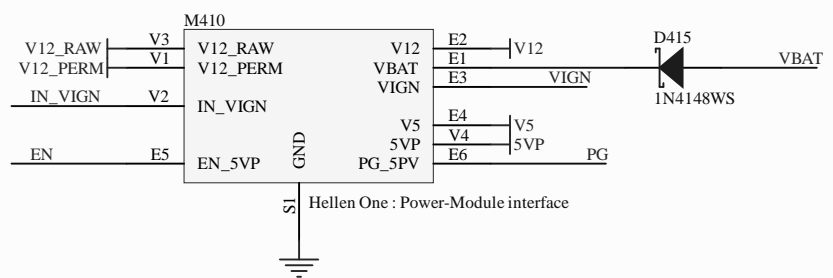 M410
V12_RAW V3 V12_RAW V12 E2 V12
V12_PERM V1 V12_PERM VBAT E1 D415 VBAT
IN_VIGN V2 IN_VIGN VIGN E3 VIGN 1N4148WS
V5 E4 V5
5VP V4 5VP
EN E5 EN_5VP GND PG_5PV E6 PG
S1 Hellen One : Power-Module interface